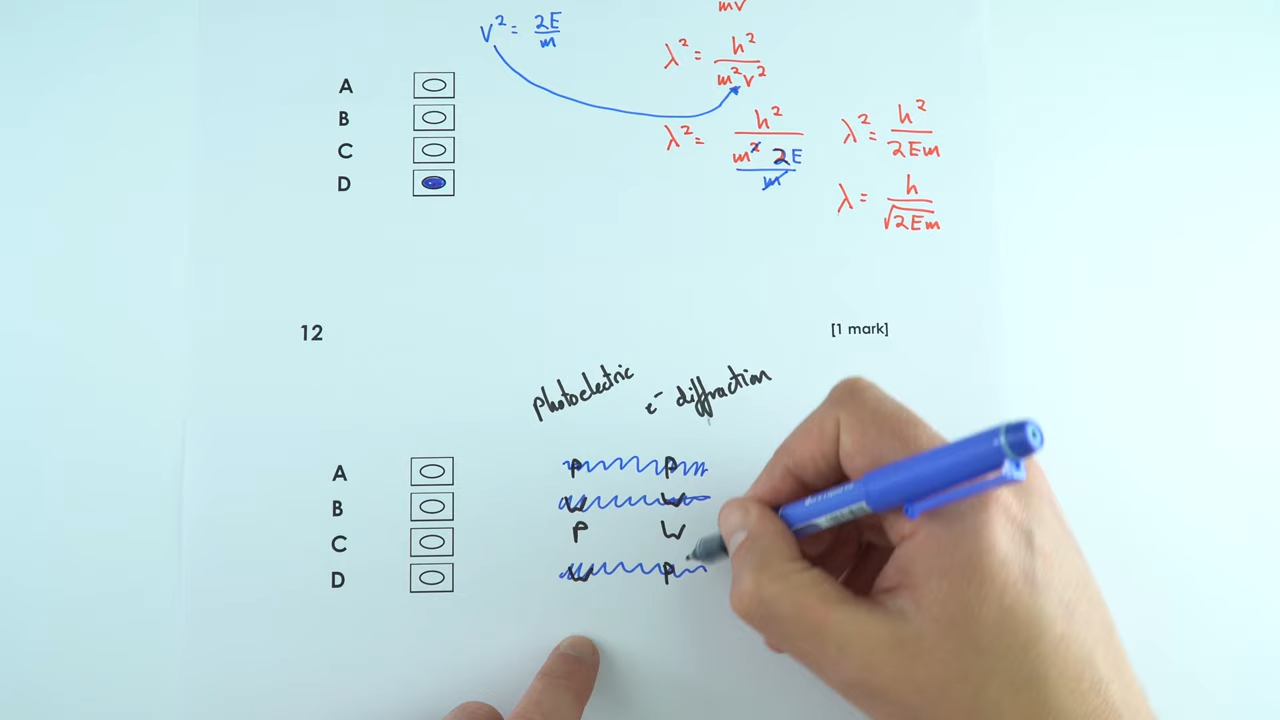 mv
v² = 2E/m
λ² = h²/m²v²
A
B
C
D
λ² = h²/(m² 2E/m)
λ² = h²/2Em
λ = h/√2Em
12
[1 mark]
photoelectric
e⁻ diffraction
A P P
B W W
C P W
D W P